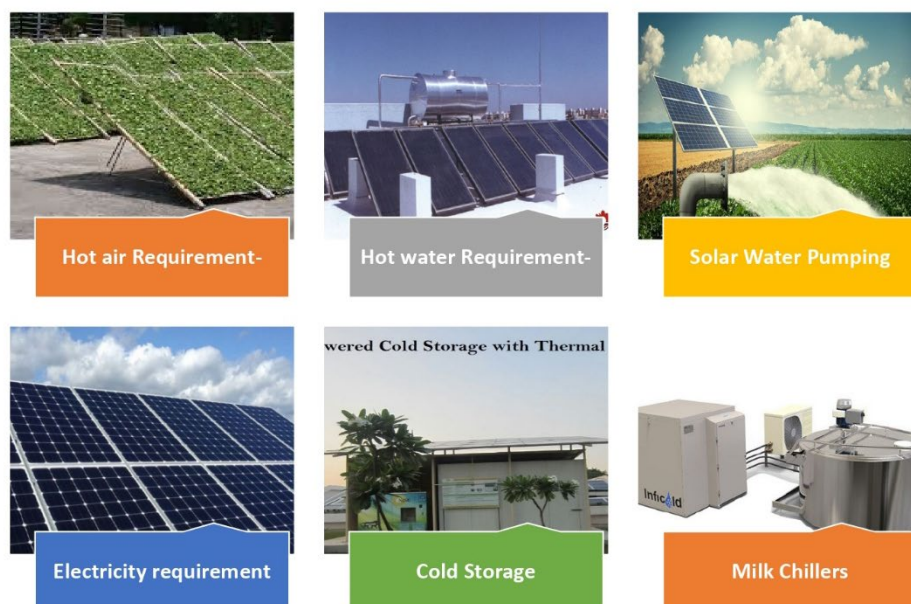 Hot air Requirement-
Hot water Requirement-
Solar Water Pumping
wered Cold Storage with Thermal
Electricity requirement
Cold Storage
Inficold
Milk Chillers